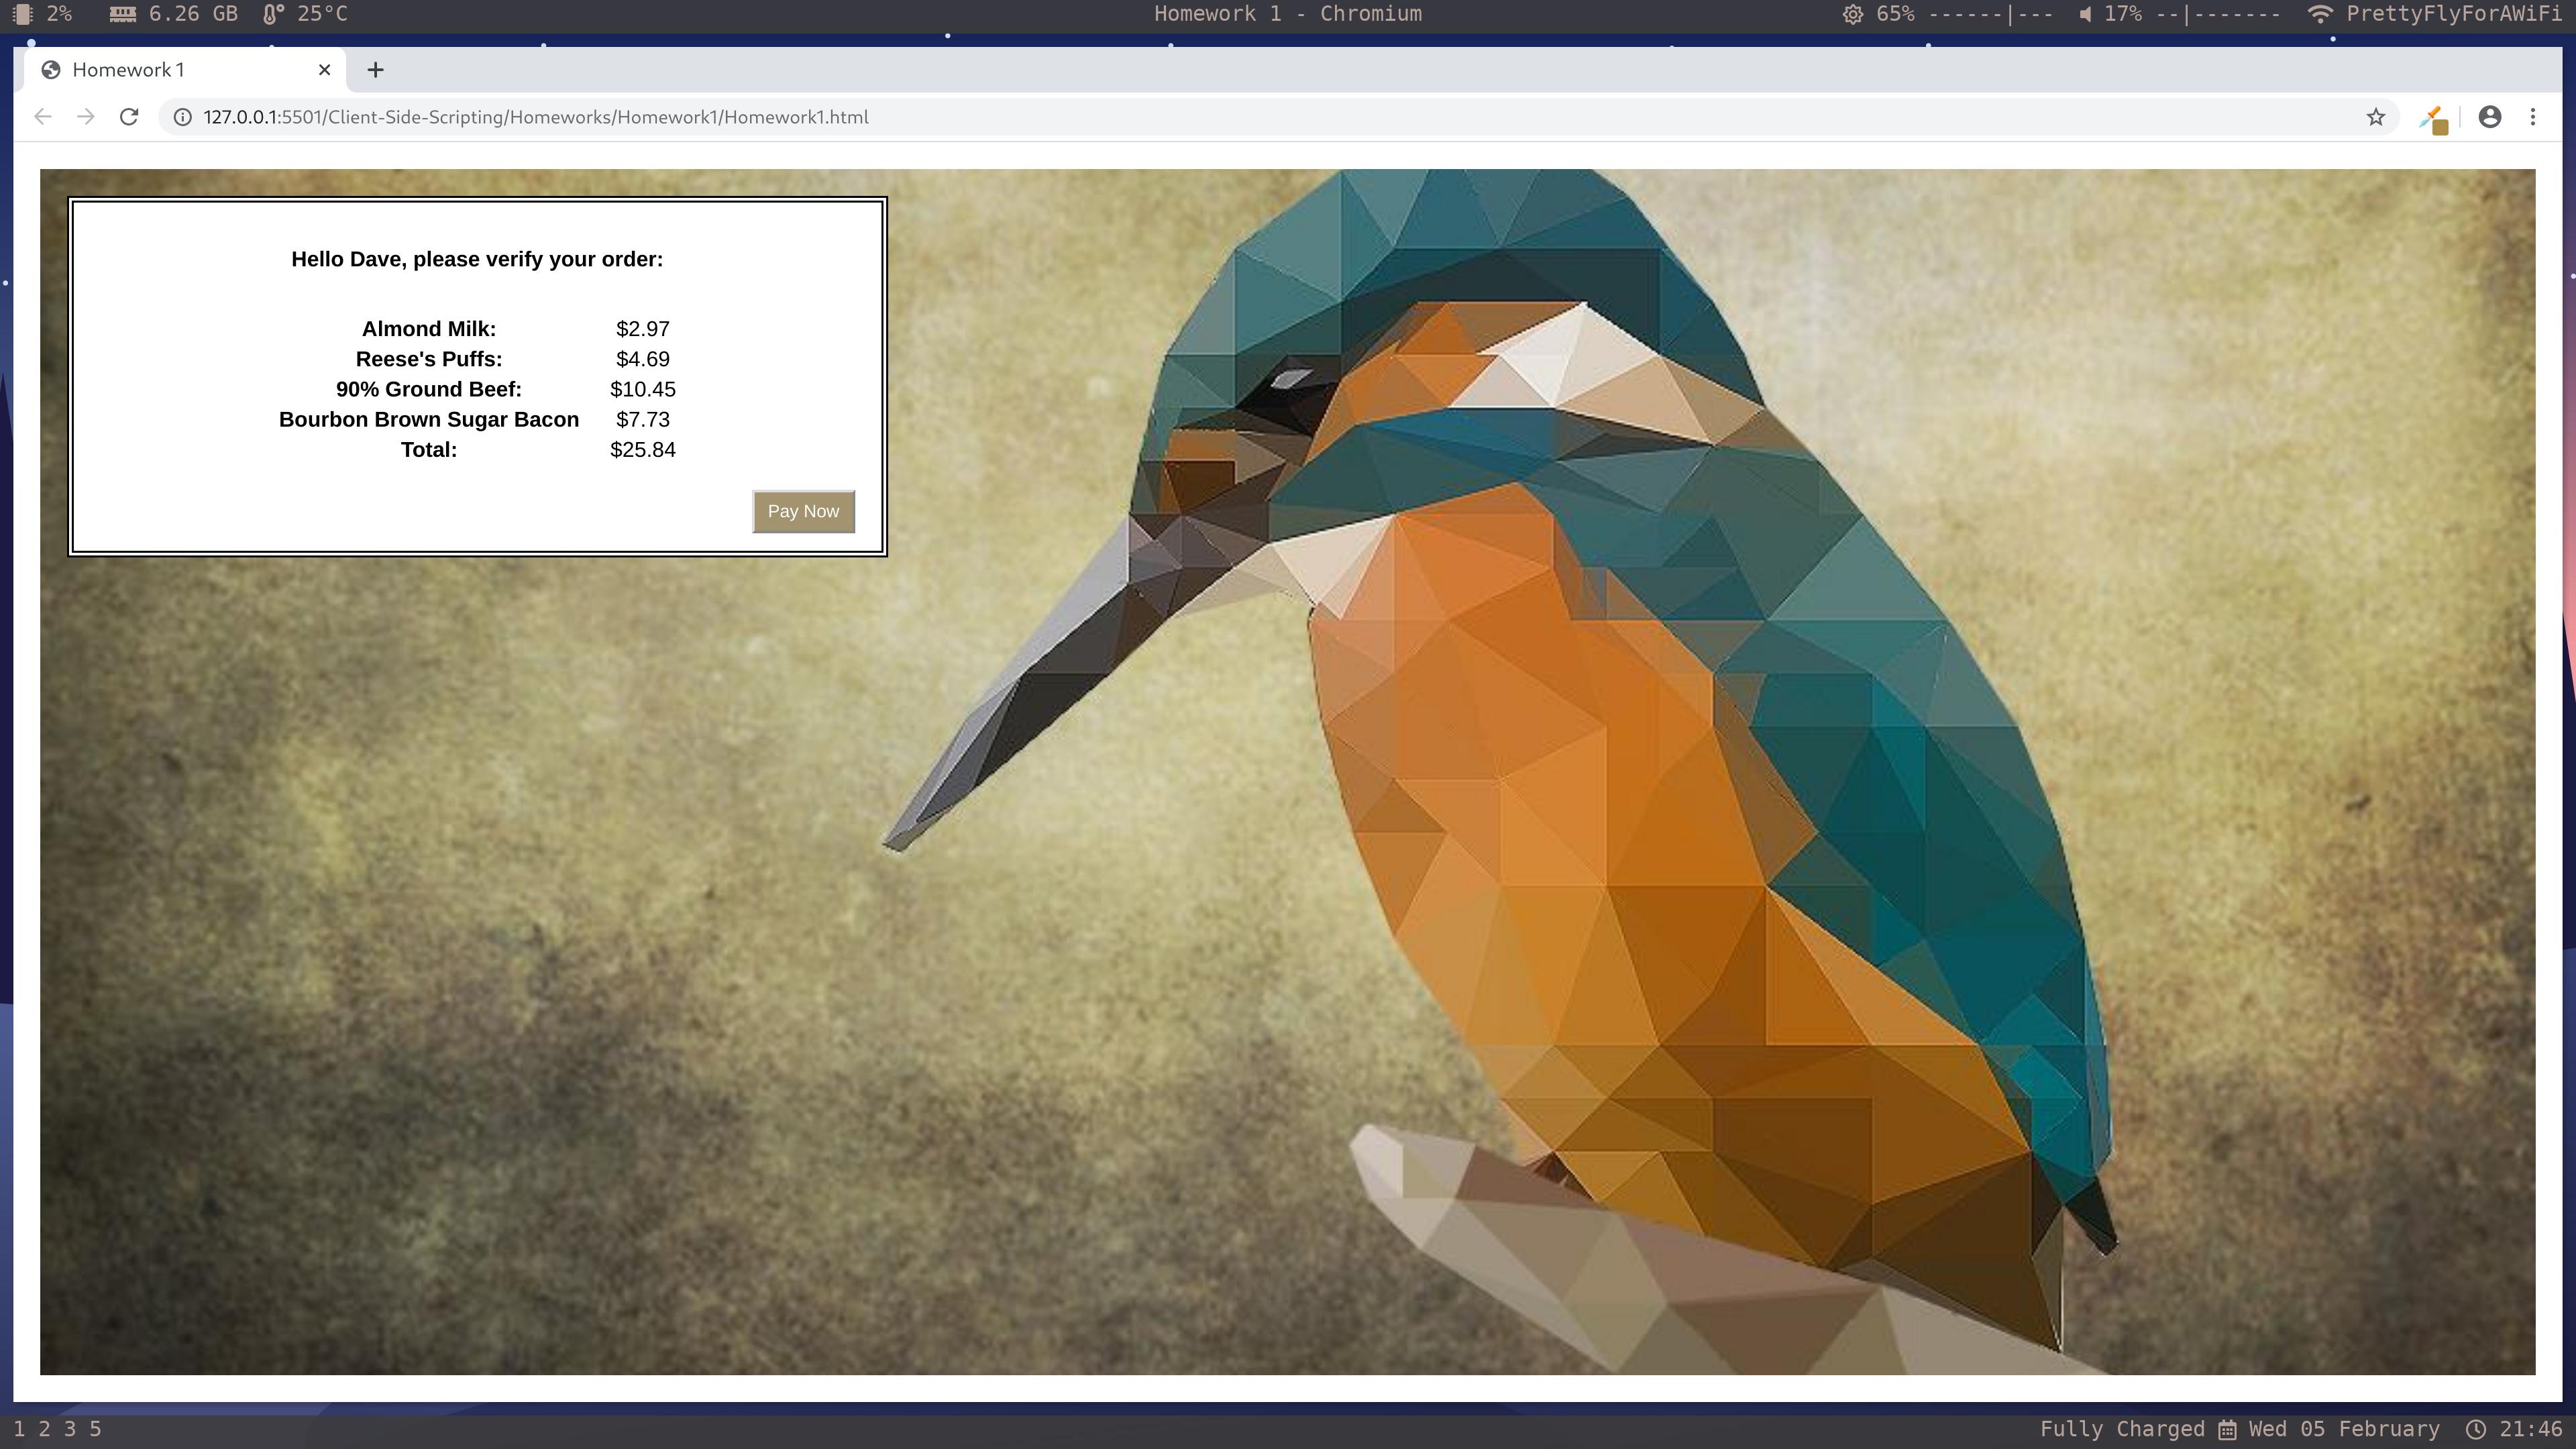 2% 6.26 GB 25°C Homework 1 - Chromium 65% ------|--- 17% --|------- PrettyFlyForAWiFi
Homework 1
127.0.0.1:5501/Client-Side-Scripting/Homeworks/Homework1/Homework1.html
Hello Dave, please verify your order:
Almond Milk: $2.97
Reese's Puffs: $4.69
90% Ground Beef: $10.45
Bourbon Brown Sugar Bacon $7.73
Total: $25.84
Pay Now
1 2 3 5 Fully Charged Wed 05 February 21:46